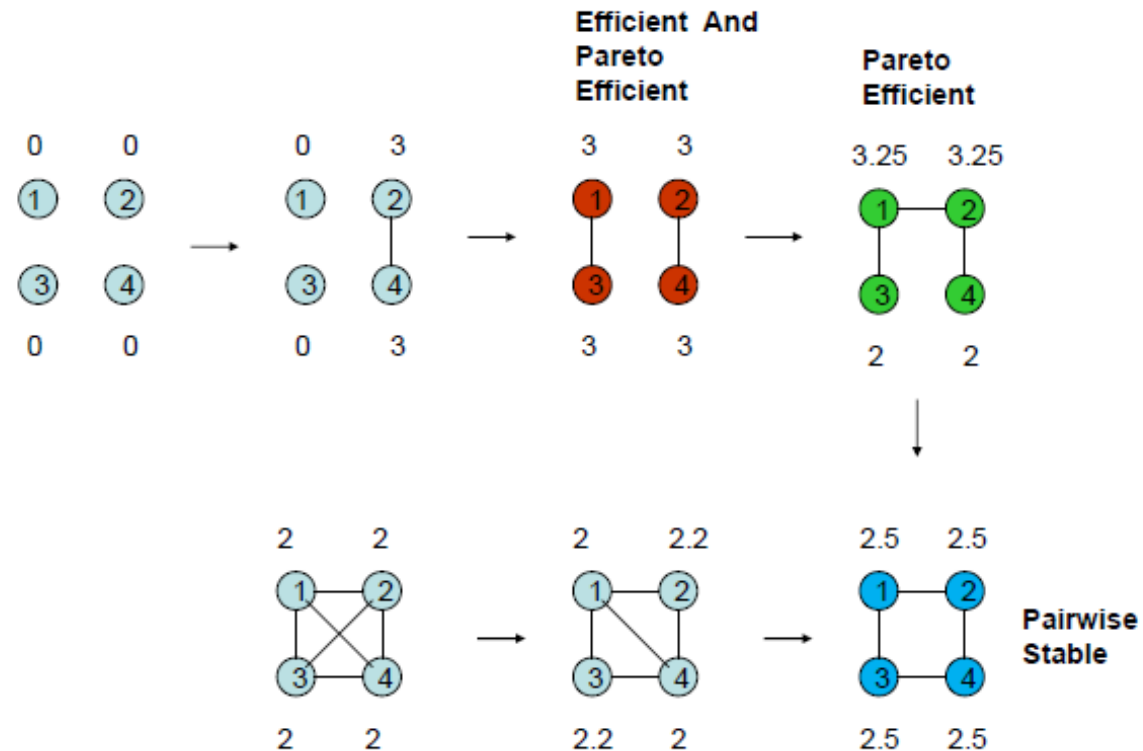 Efficient And
Pareto
Efficient
Pareto
Efficient
0 0 0 3 3 3 3.25 3.25
1 2 1 2 1 2 1 2
3 4 3 4 3 4 3 4
0 0 0 3 3 3 2 2
2 2 2 2.2 2.5 2.5
1 2 1 2 1 2
Pairwise
Stable
3 4 3 4 3 4
2 2 2.2 2 2.5 2.5